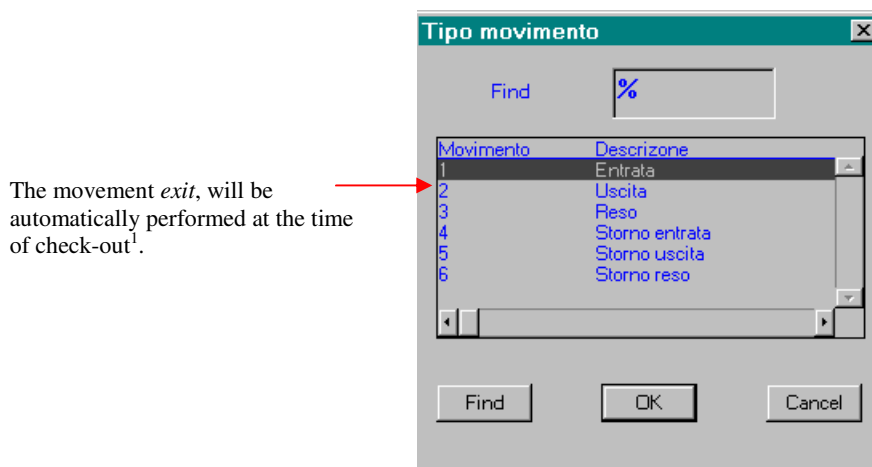 Tipo movimento
Find %
Movimento Descrizone
1 Entrata
2 Uscita
3 Reso
4 Storno entrata
5 Storno uscita
6 Storno reso
Find OK Cancel
The movement exit, will be
automatically performed at the time
of check-out1.